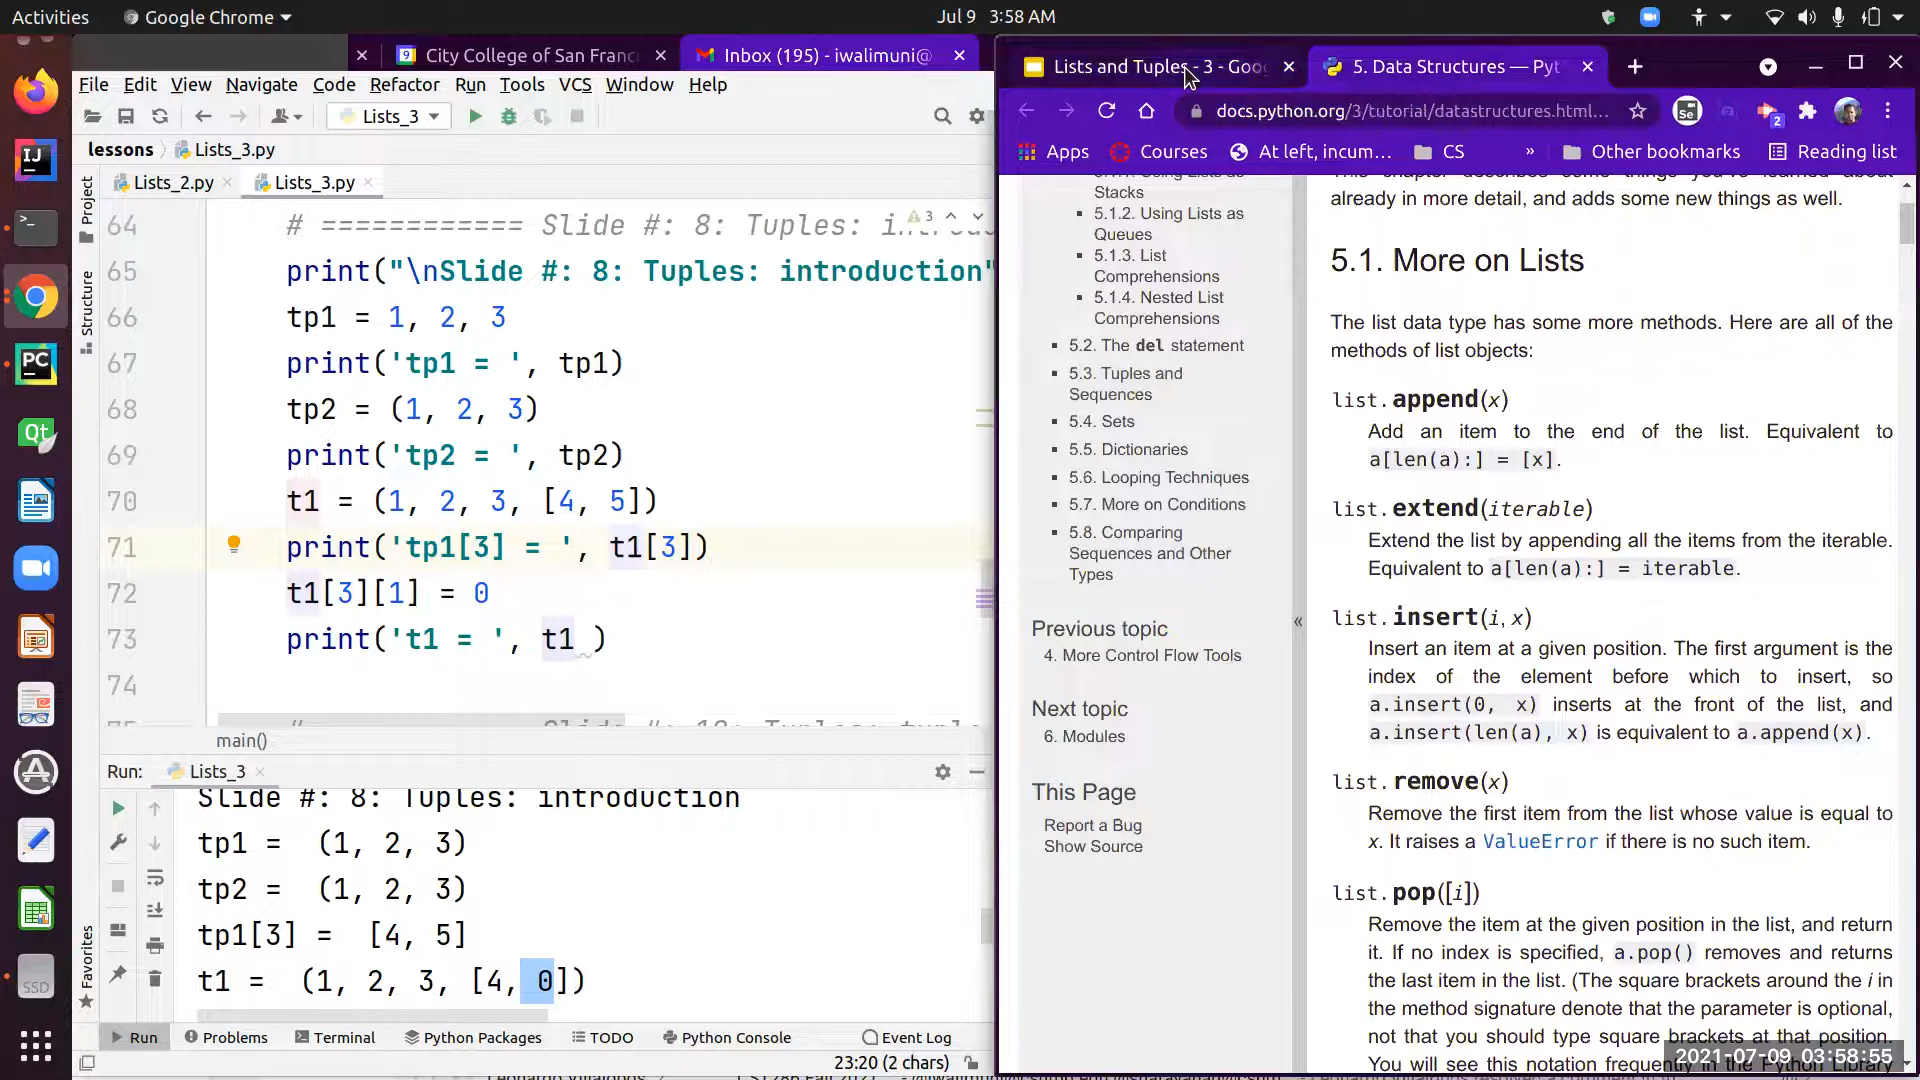 Activities
Google Chrome
Jul 9 3:58 AM
City College of San Franc
Inbox (195) - iwalimuni@
File Edit View Navigate Code Refactor Run Tools VCS Window Help
Lists_3
lessons
Lists_3.py
Lists_2.py
Lists_3.py
Project
Structure
Favorites
3
64 # ============ Slide #: 8: Tuples: introduc
65 print("\nSlide #: 8: Tuples: introduction"
66 tp1 = 1, 2, 3
67 print('tp1 = ', tp1)
68 tp2 = (1, 2, 3)
69 print('tp2 = ', tp2)
70 t1 = (1, 2, 3, [4, 5])
71 print('tp1[3] = ', t1[3])
72 t1[3][1] = 0
73 print('t1 = ', t1 )
74
main()
Run: Lists_3
Slide #: 8: Tuples: introduction
tp1 = (1, 2, 3)
tp2 = (1, 2, 3)
tp1[3] = [4, 5]
t1 = (1, 2, 3, [4, 0])
Run Problems Terminal Python Packages TODO Python Console Event Log
23:20 (2 chars)
IJ
PC
Qt
SSD
Lists and Tuples - 3 - Goo
5. Data Structures — Pyt
docs.python.org/3/tutorial/datastructures.html...
Se
2
Apps Courses At left, incum... CS » Other bookmarks Reading list
Stacks
5.1.2. Using Lists as
Queues
5.1.3. List
Comprehensions
5.1.4. Nested List
Comprehensions
5.2. The del statement
5.3. Tuples and
Sequences
5.4. Sets
5.5. Dictionaries
5.6. Looping Techniques
5.7. More on Conditions
5.8. Comparing
Sequences and Other
Types
Previous topic
4. More Control Flow Tools
Next topic
6. Modules
This Page
Report a Bug
Show Source
«
already in more detail, and adds some new things as well.
5.1. More on Lists
The list data type has some more methods. Here are all of the
methods of list objects:
list.append(x)
Add an item to the end of the list. Equivalent to
a[len(a):] = [x].
list.extend(iterable)
Extend the list by appending all the items from the iterable.
Equivalent to a[len(a):] = iterable.
list.insert(i, x)
Insert an item at a given position. The first argument is the
index of the element before which to insert, so
a.insert(0, x) inserts at the front of the list, and
a.insert(len(a), x) is equivalent to a.append(x).
list.remove(x)
Remove the first item from the list whose value is equal to
x. It raises a ValueError if there is no such item.
list.pop([i])
Remove the item at the given position in the list, and return
it. If no index is specified, a.pop() removes and returns
the last item in the list. (The square brackets around the i in
the method signature denote that the parameter is optional,
not that you should type square brackets at that position.
You will see this notation frequently in the Python Library
2021-07-09 03:58:55